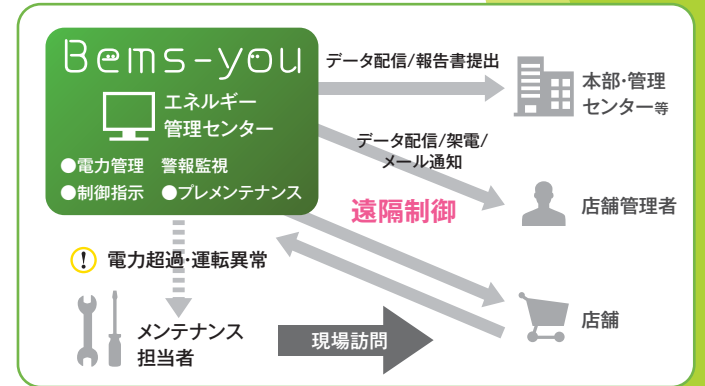 Bems-you
エネルギー
管理センター
●電力管理 警報監視
●制御指示 ●プレメンテナンス
データ配信/報告書提出
本部・管理
センター等
データ配信/架電/
メール通知
遠隔制御
店舗管理者
! 電力超過・運転異常
店舗
メンテナンス
担当者
現場訪問